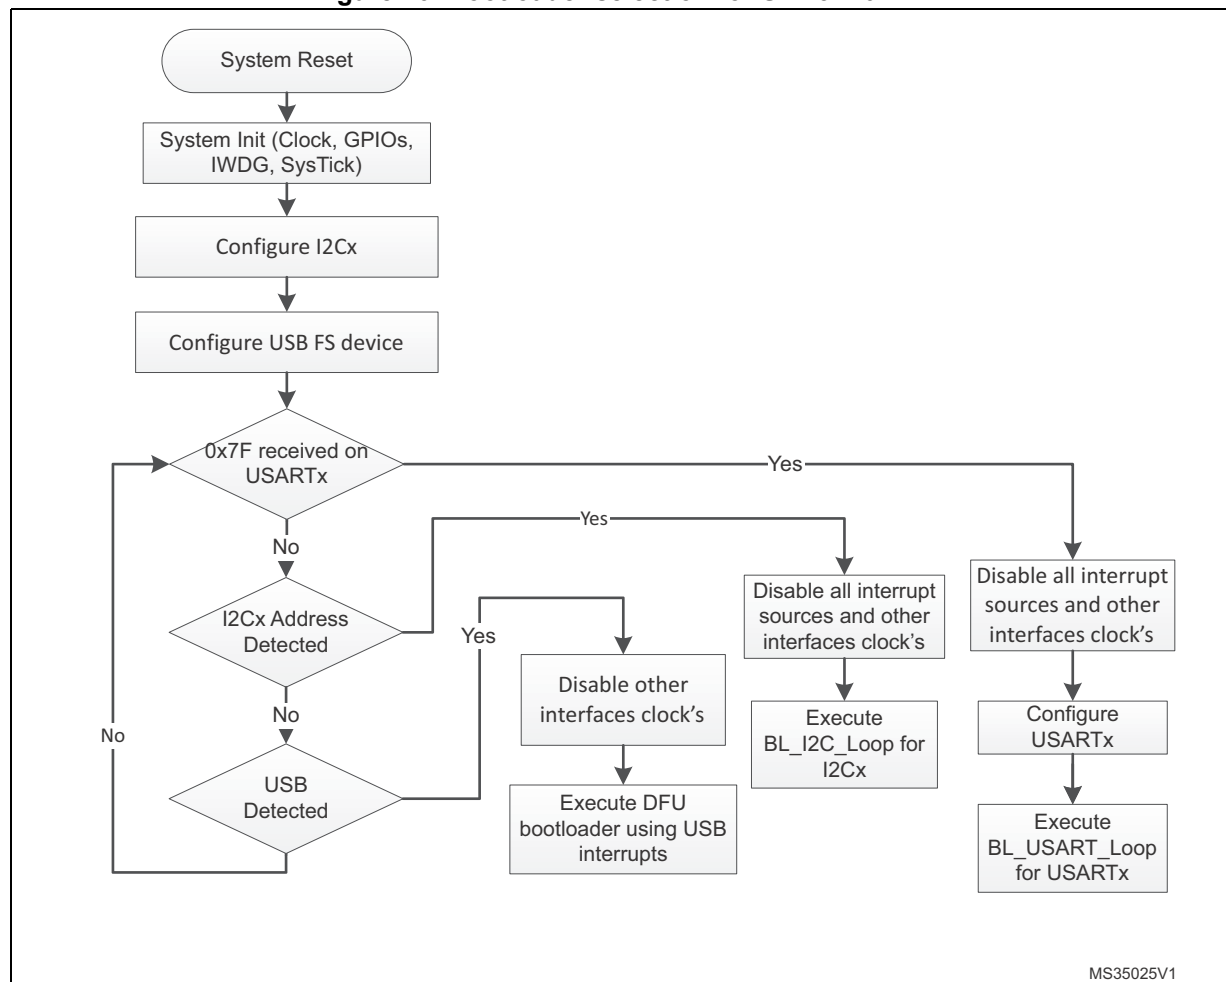 System Reset
System Init (Clock, GPIOs,
IWDG, SysTick)
Configure I2Cx
Configure USB FS device
0x7F received on
USARTx
Yes
No
Yes
I2Cx Address
Detected
Yes
No
No
USB
Detected
Disable other
interfaces clock's
Execute DFU
bootloader using USB
interrupts
Disable all interrupt
sources and other
interfaces clock's
Execute
BL_I2C_Loop for
I2Cx
Disable all interrupt
sources and other
interfaces clock's
Configure
USARTx
Execute
BL_USART_Loop
for USARTx
MS35025V1